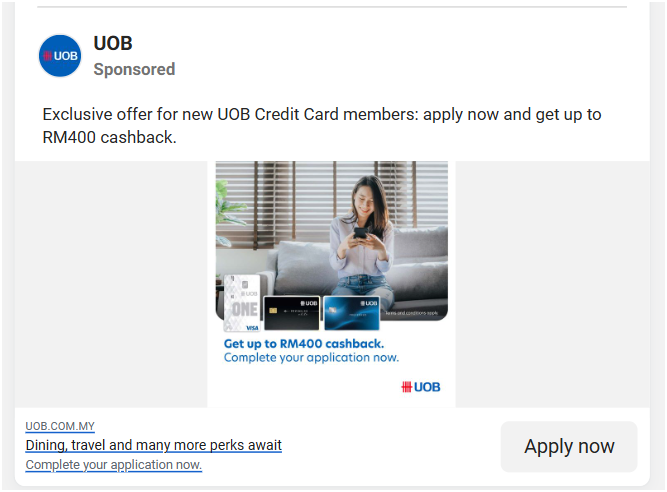 UOB
UOB
Sponsored
Exclusive offer for new UOB Credit Card members: apply now and get up to
RM400 cashback.
UOB
ONE
VISA
UOB
UOB
Terms and conditions apply.
Get up to RM400 cashback.
Complete your application now.
UOB
UOB.COM.MY
Dining, travel and many more perks await
Complete your application now.
Apply now